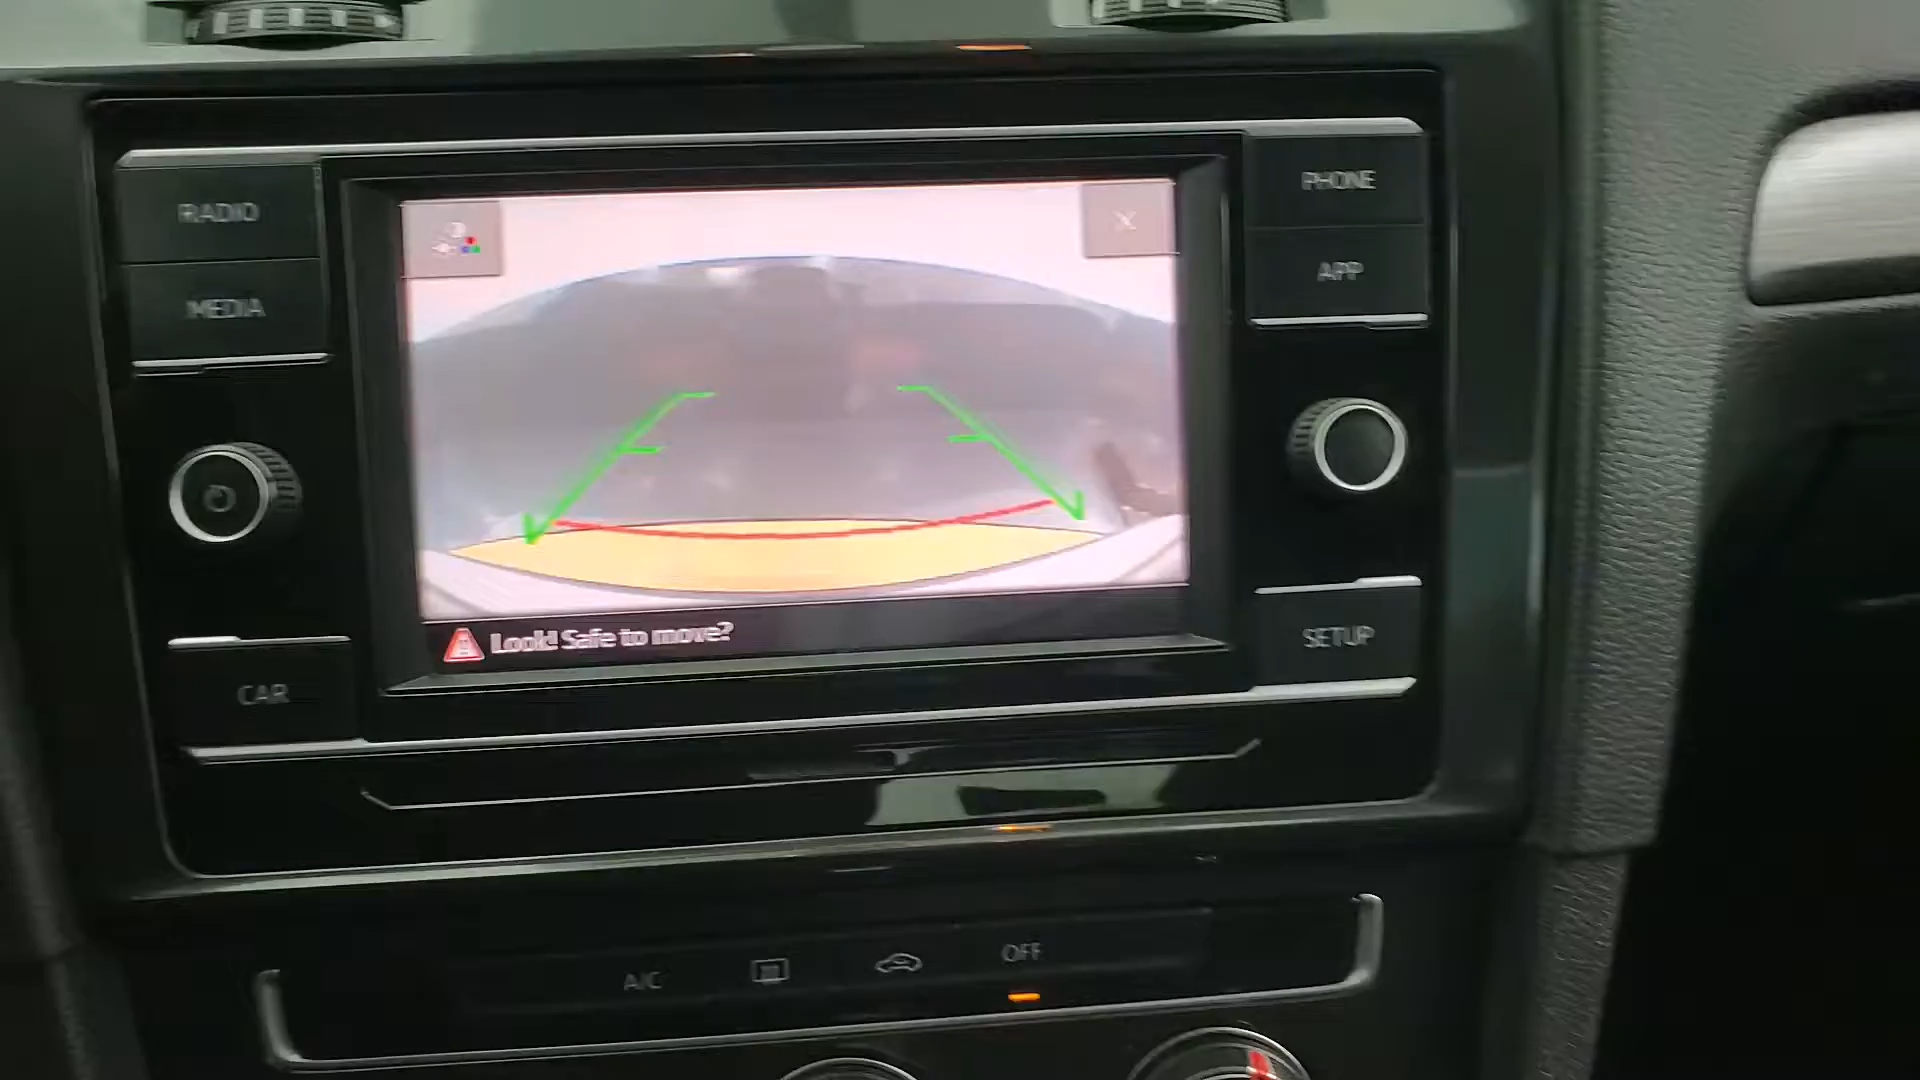 RADIO
MEDIA
PHONE
APP
Look! Safe to move?
CAR
SETUP
A/C
OFF